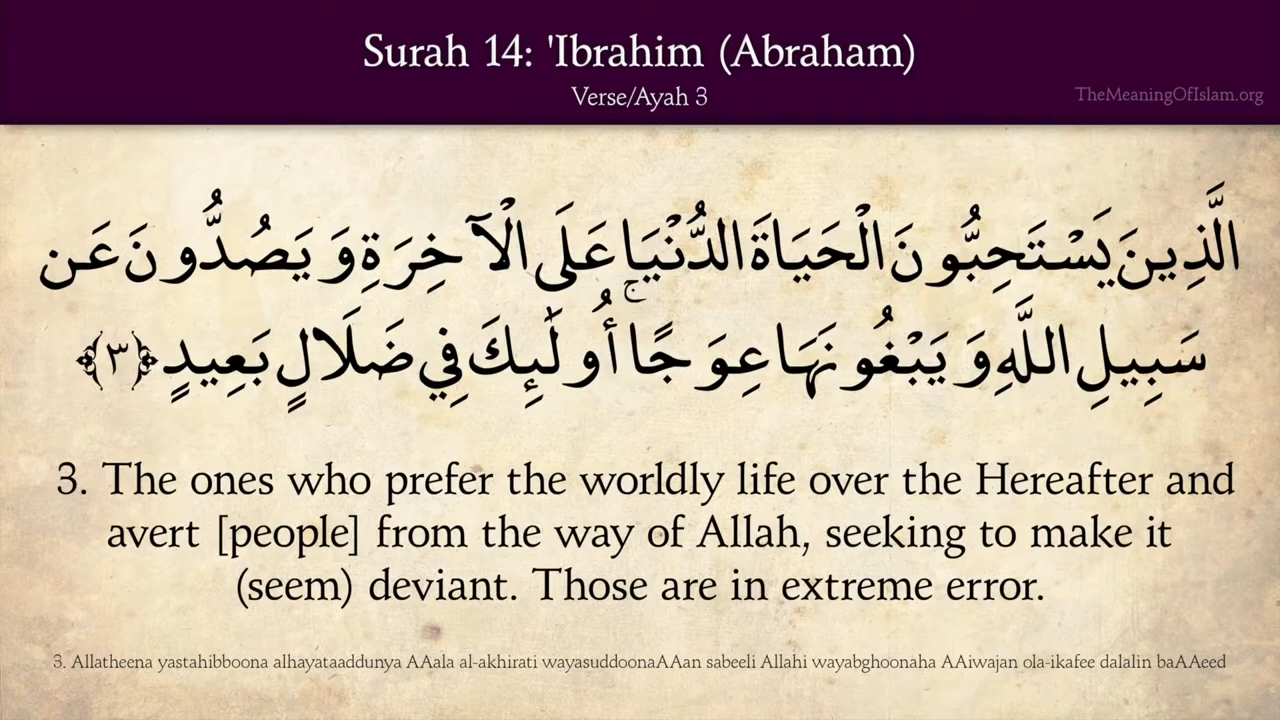 Surah 14: 'Ibrahim (Abraham)
Verse/Ayah 3
TheMeaningOfIslam.org
الَّذِينَ يَسْتَحِبُّونَ الْحَيَاةَ الدُّنْيَا عَلَى الْآخِرَةِ وَيَصُدُّونَ عَن
سَبِيلِ اللَّهِ وَيَبْغُونَهَا عِوَجًا ۚ أُولَٰئِكَ فِي ضَلَالٍ بَعِيدٍ ﴿٣﴾
3. The ones who prefer the worldly life over the Hereafter and
avert [people] from the way of Allah, seeking to make it
(seem) deviant. Those are in extreme error.
3. Allatheena yastahibboona alhayataaddunya AAala al-akhirati wayasuddoonaAAan sabeeli Allahi wayabghoonaha AAiwajan ola-ikafee dalalin baAAeed